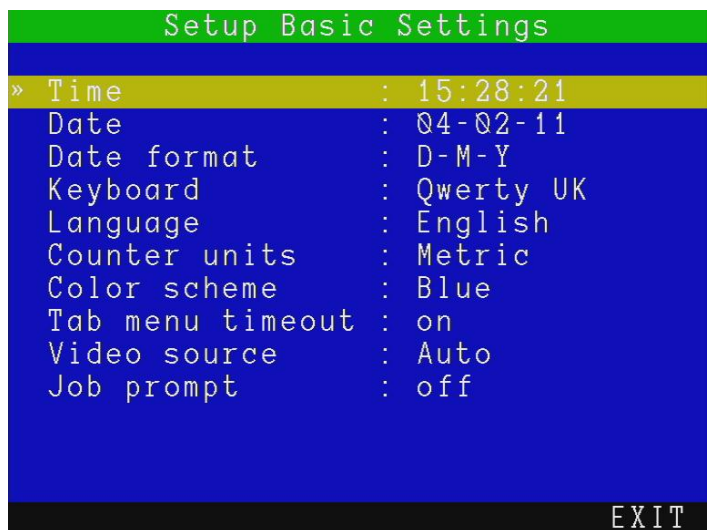 Setup Basic Settings
» Time : 15:28:21
Date : 04-02-11
Date format : D-M-Y
Keyboard : Qwerty UK
Language : English
Counter units : Metric
Color scheme : Blue
Tab menu timeout : on
Video source : Auto
Job prompt : off
EXIT